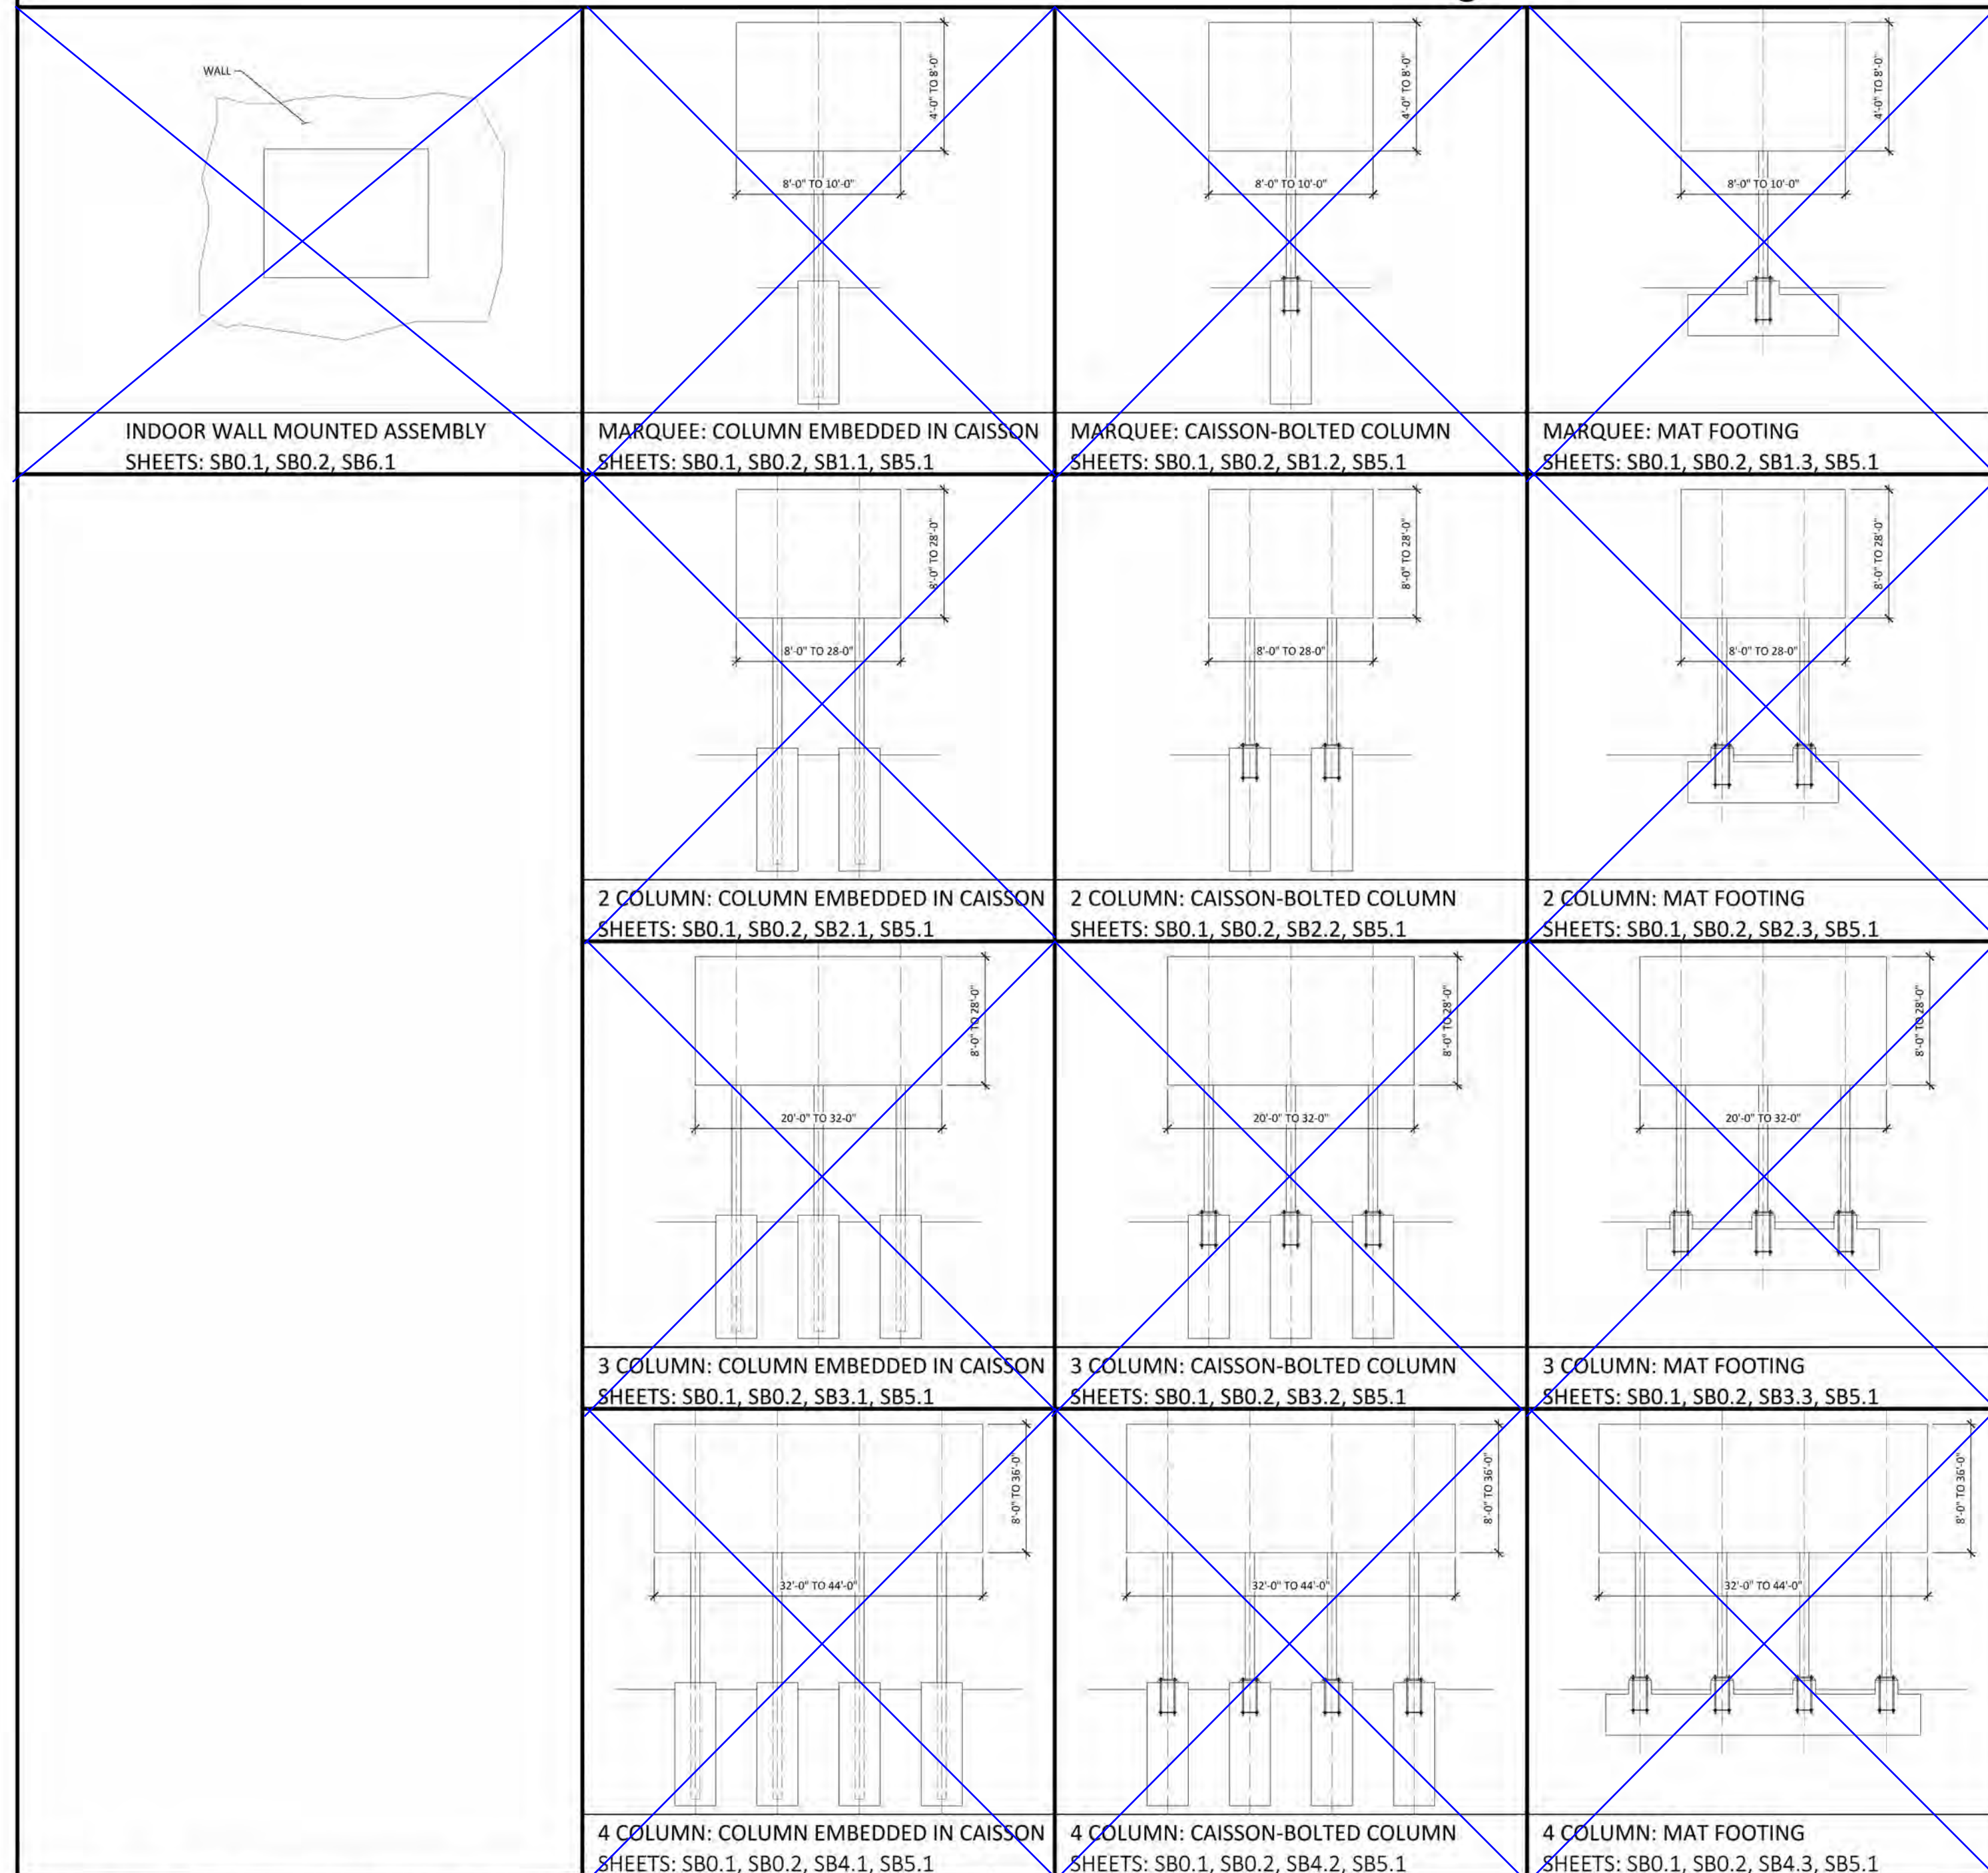 WALL
4'-0" TO 8'-0"
8'-0" TO 10'-0"
4'-0" TO 8'-0"
8'-0" TO 10'-0"
4'-0" TO 8'-0"
8'-0" TO 10'-0"
INDOOR WALL MOUNTED ASSEMBLY
SHEETS: SB0.1, SB0.2, SB6.1
MARQUEE: COLUMN EMBEDDED IN CAISSON
SHEETS: SB0.1, SB0.2, SB1.1, SB5.1
MARQUEE: CAISSON-BOLTED COLUMN
SHEETS: SB0.1, SB0.2, SB1.2, SB5.1
MARQUEE: MAT FOOTING
SHEETS: SB0.1, SB0.2, SB1.3, SB5.1
8'-0" TO 28'-0"
8'-0" TO 28-0"
8'-0" TO 28'-0"
8'-0" TO 28-0"
8'-0" TO 28'-0"
8'-0" TO 28-0"
2 COLUMN: COLUMN EMBEDDED IN CAISSON
SHEETS: SB0.1, SB0.2, SB2.1, SB5.1
2 COLUMN: CAISSON-BOLTED COLUMN
SHEETS: SB0.1, SB0.2, SB2.2, SB5.1
2 COLUMN: MAT FOOTING
SHEETS: SB0.1, SB0.2, SB2.3, SB5.1
8'-0" TO 28'-0"
20'-0" TO 32-0"
8'-0" TO 28'-0"
20'-0" TO 32-0"
8'-0" TO 28'-0"
20'-0" TO 32-0"
3 COLUMN: COLUMN EMBEDDED IN CAISSON
SHEETS: SB0.1, SB0.2, SB3.1, SB5.1
3 COLUMN: CAISSON-BOLTED COLUMN
SHEETS: SB0.1, SB0.2, SB3.2, SB5.1
3 COLUMN: MAT FOOTING
SHEETS: SB0.1, SB0.2, SB3.3, SB5.1
8'-0" TO 36'-0"
32'-0" TO 44'-0"
8'-0" TO 36'-0"
32'-0" TO 44'-0"
8'-0" TO 36'-0"
32'-0" TO 44'-0"
4 COLUMN: COLUMN EMBEDDED IN CAISSON
SHEETS: SB0.1, SB0.2, SB4.1, SB5.1
4 COLUMN: CAISSON-BOLTED COLUMN
SHEETS: SB0.1, SB0.2, SB4.2, SB5.1
4 COLUMN: MAT FOOTING
SHEETS: SB0.1, SB0.2, SB4.3, SB5.1